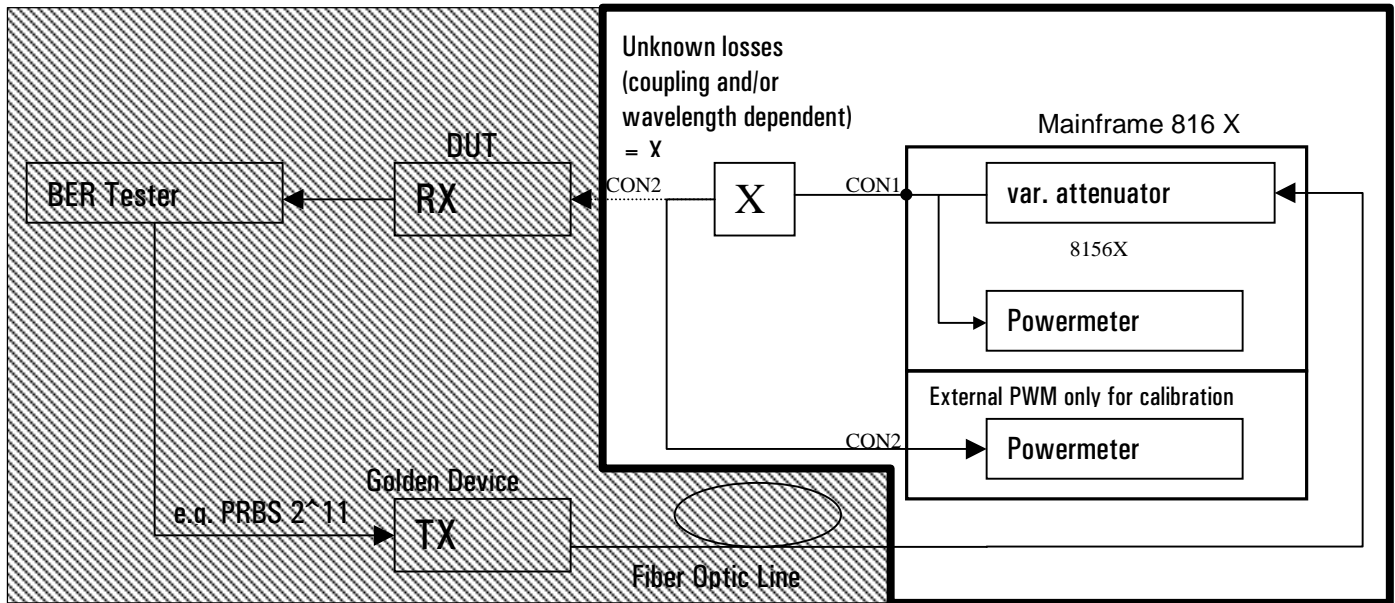 Unknown losses
(coupling and/or
wavelength dependent)
= X
Mainframe 816 X
DUT
BER Tester
RX
CON2
X
CON1
var. attenuator
8156X
Powermeter
External PWM only for calibration
CON2
Powermeter
Golden Device
e.g. PRBS 2^11
TX
Fiber Optic Line